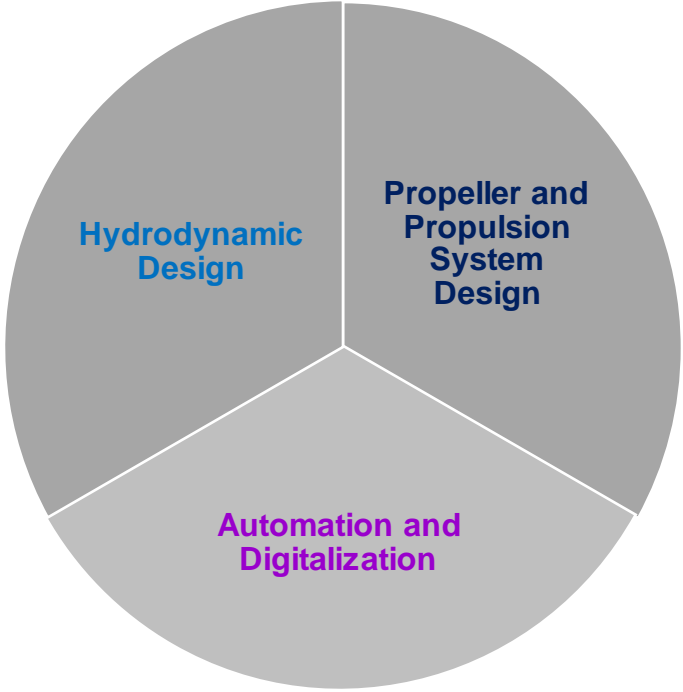 Hydrodynamic
Design
Propeller and
Propulsion
System
Design
Automation and
Digitalization